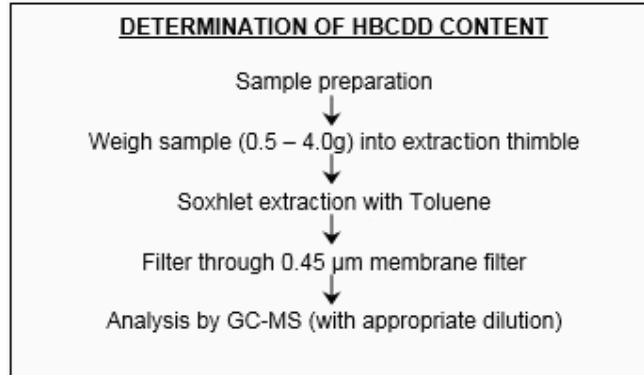 DETERMINATION OF HBCDD CONTENT
Sample preparation
Weigh sample (0.5 – 4.0g) into extraction thimble
Soxhlet extraction with Toluene
Filter through 0.45 µm membrane filter
Analysis by GC-MS (with appropriate dilution)